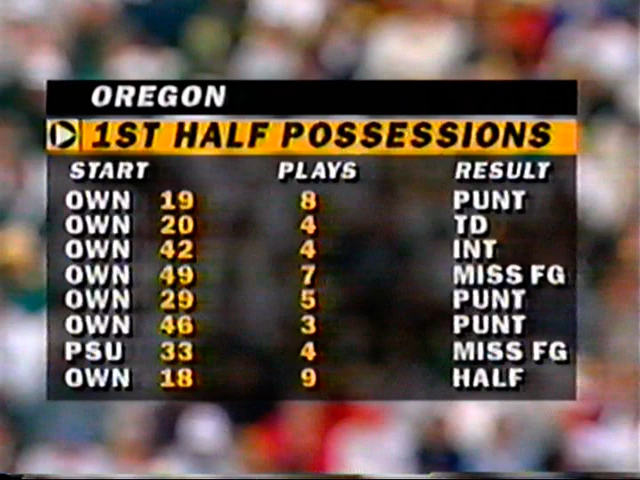 OREGON
1ST HALF POSSESSIONS
START PLAYS RESULT
OWN 19 8 PUNT
OWN 20 4 TD
OWN 42 4 INT
OWN 49 7 MISS FG
OWN 29 5 PUNT
OWN 46 3 PUNT
PSU 33 4 MISS FG
OWN 18 9 HALF